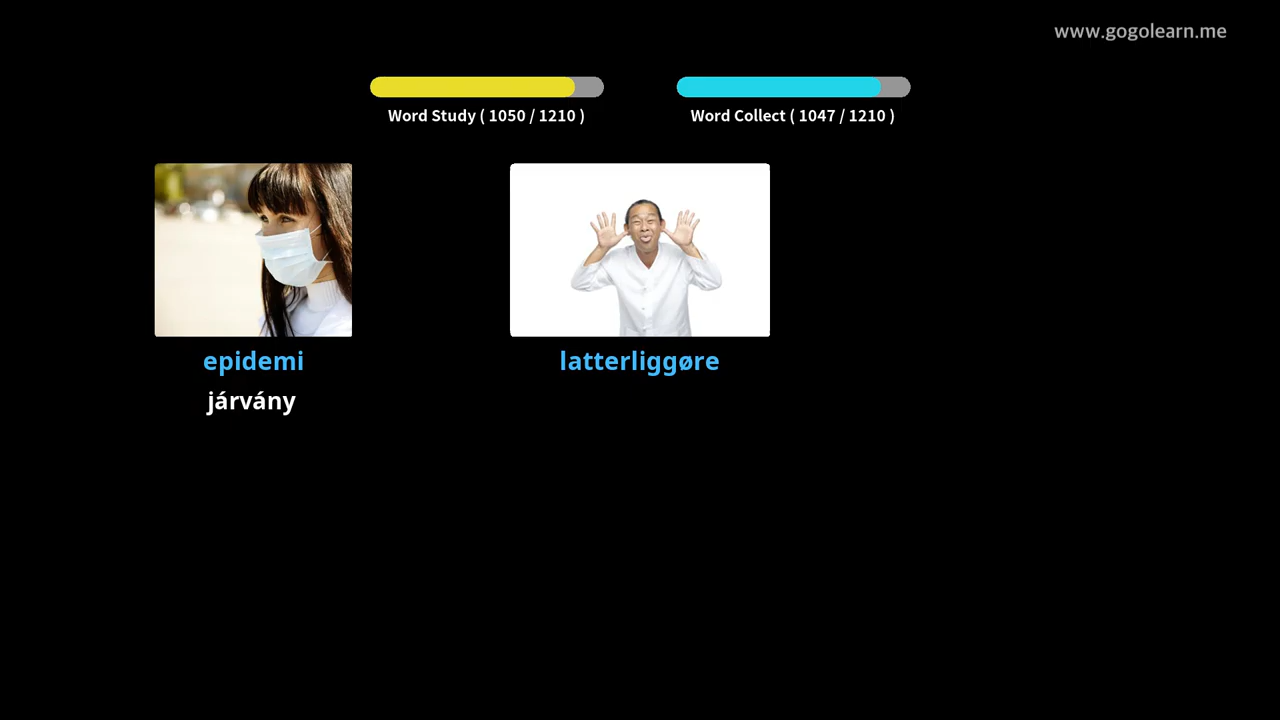 www.gogolearn.me
Word Study ( 1050 / 1210 )
Word Collect ( 1047 / 1210 )
epidemi
járvány
latterliggøre